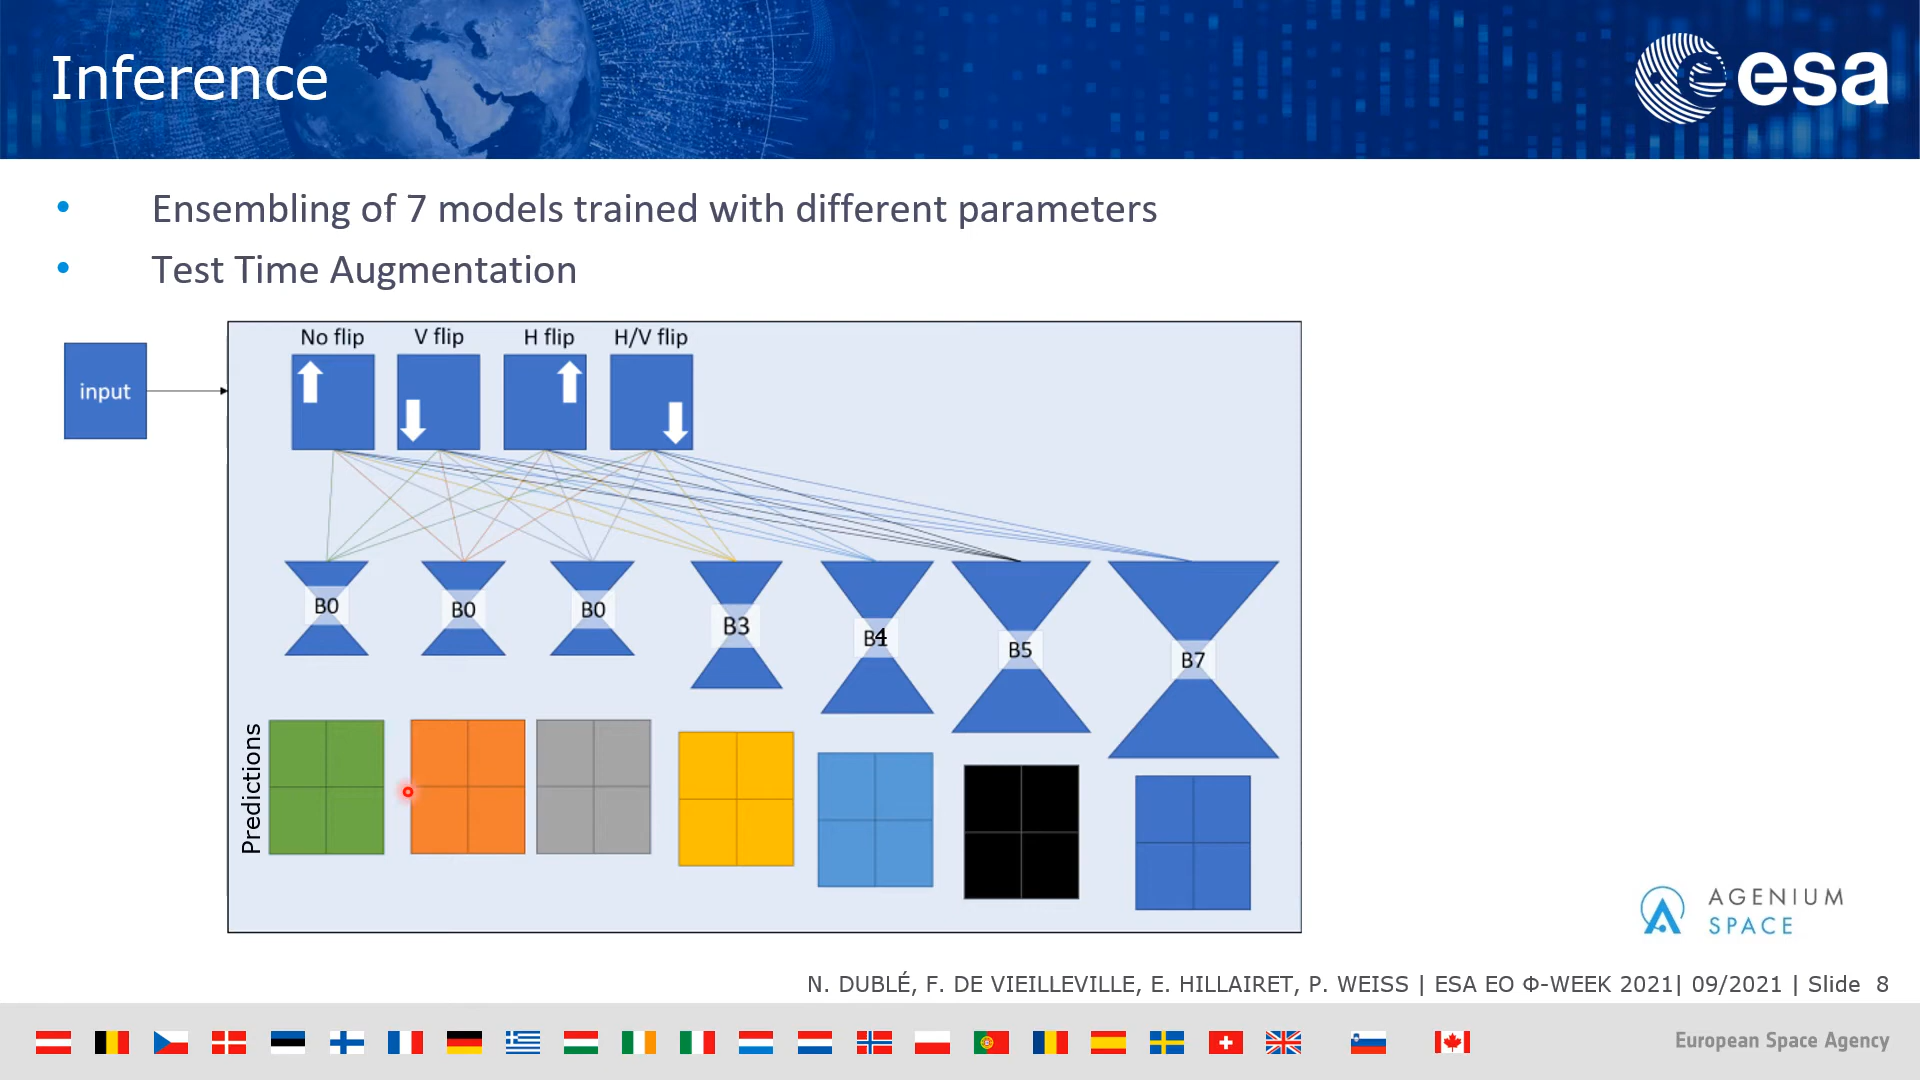 Inference
esa
• Ensembling of 7 models trained with different parameters
• Test Time Augmentation
input
No flip
V flip
H flip
H/V flip
B0
B0
B0
B3
B4
B5
B7
Predictions
AGENIUM
SPACE
N. DUBLÉ, F. DE VIEILLEVILLE, E. HILLAIRET, P. WEISS | ESA EO Φ-WEEK 2021| 09/2021 | Slide 8
European Space Agency